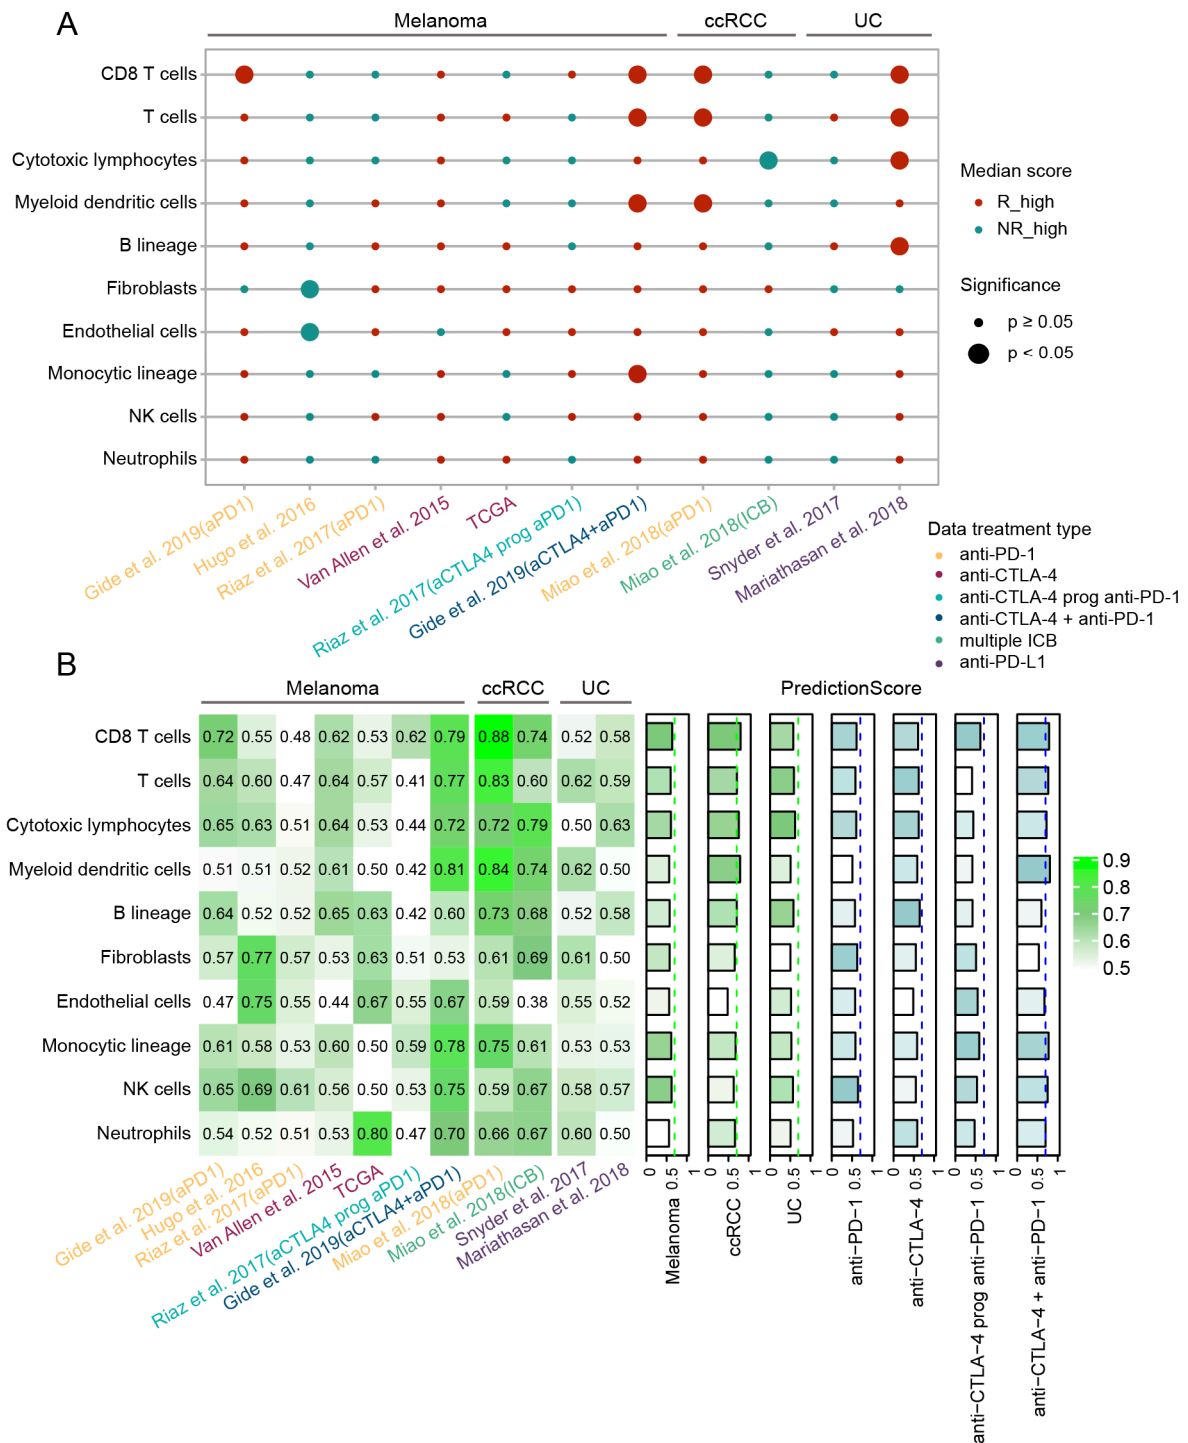 A
Melanoma
ccRCC
UC
CD8 T cells
T cells
Cytotoxic lymphocytes
Myeloid dendritic cells
B lineage
Fibroblasts
Endothelial cells
Monocytic lineage
NK cells
Neutrophils
Median score
R_high
NR_high
Significance
p ≥ 0.05
p < 0.05
Gide et al. 2019(aPD1)
Hugo et al. 2016
Riaz et al. 2017(aPD1)
Van Allen et al. 2015
TCGA
Riaz et al. 2017(aCTLA4 prog aPD1)
Gide et al. 2019(aCTLA4+aPD1)
Miao et al. 2018(aPD1)
Miao et al. 2018(ICB)
Snyder et al. 2017
Mariathasan et al. 2018
Data treatment type
anti-PD-1
anti-CTLA-4
anti-CTLA-4 prog anti-PD-1
anti-CTLA-4 + anti-PD-1
multiple ICB
anti-PD-L1
B
Melanoma
ccRCC
UC
PredictionScore
CD8 T cells 0.72 0.55 0.48 0.62 0.53 0.62 0.79 0.88 0.74 0.52 0.58
T cells 0.64 0.60 0.47 0.64 0.57 0.41 0.77 0.83 0.60 0.62 0.59
Cytotoxic lymphocytes 0.65 0.63 0.51 0.64 0.53 0.44 0.72 0.72 0.79 0.50 0.63
Myeloid dendritic cells 0.51 0.51 0.52 0.61 0.50 0.42 0.81 0.84 0.74 0.62 0.50
B lineage 0.64 0.52 0.52 0.65 0.63 0.42 0.60 0.73 0.68 0.52 0.58
Fibroblasts 0.57 0.77 0.57 0.53 0.63 0.51 0.53 0.61 0.69 0.61 0.50
Endothelial cells 0.47 0.75 0.55 0.44 0.67 0.55 0.67 0.59 0.38 0.55 0.52
Monocytic lineage 0.61 0.58 0.53 0.60 0.50 0.59 0.78 0.75 0.61 0.53 0.53
NK cells 0.65 0.69 0.61 0.56 0.50 0.53 0.75 0.59 0.67 0.58 0.57
Neutrophils 0.54 0.52 0.51 0.53 0.80 0.47 0.70 0.66 0.67 0.60 0.50
0.9
0.8
0.7
0.6
0.5
Gide et al. 2019(aPD1)
Hugo et al. 2016
Riaz et al. 2017(aPD1)
Van Allen et al. 2015
TCGA
Riaz et al. 2017(aCTLA4 prog aPD1)
Gide et al. 2019(aCTLA4+aPD1)
Miao et al. 2018(aPD1)
Miao et al. 2018(ICB)
Snyder et al. 2017
Mariathasan et al. 2018
0 0.5 1
0 0.5 1
0 0.5 1
0 0.5 1
0 0.5 1
0 0.5 1
0 0.5 1
Melanoma
ccRCC
UC
anti−PD−1
anti−CTLA−4
anti−CTLA−4 prog anti−PD−1
anti−CTLA−4 + anti−PD−1